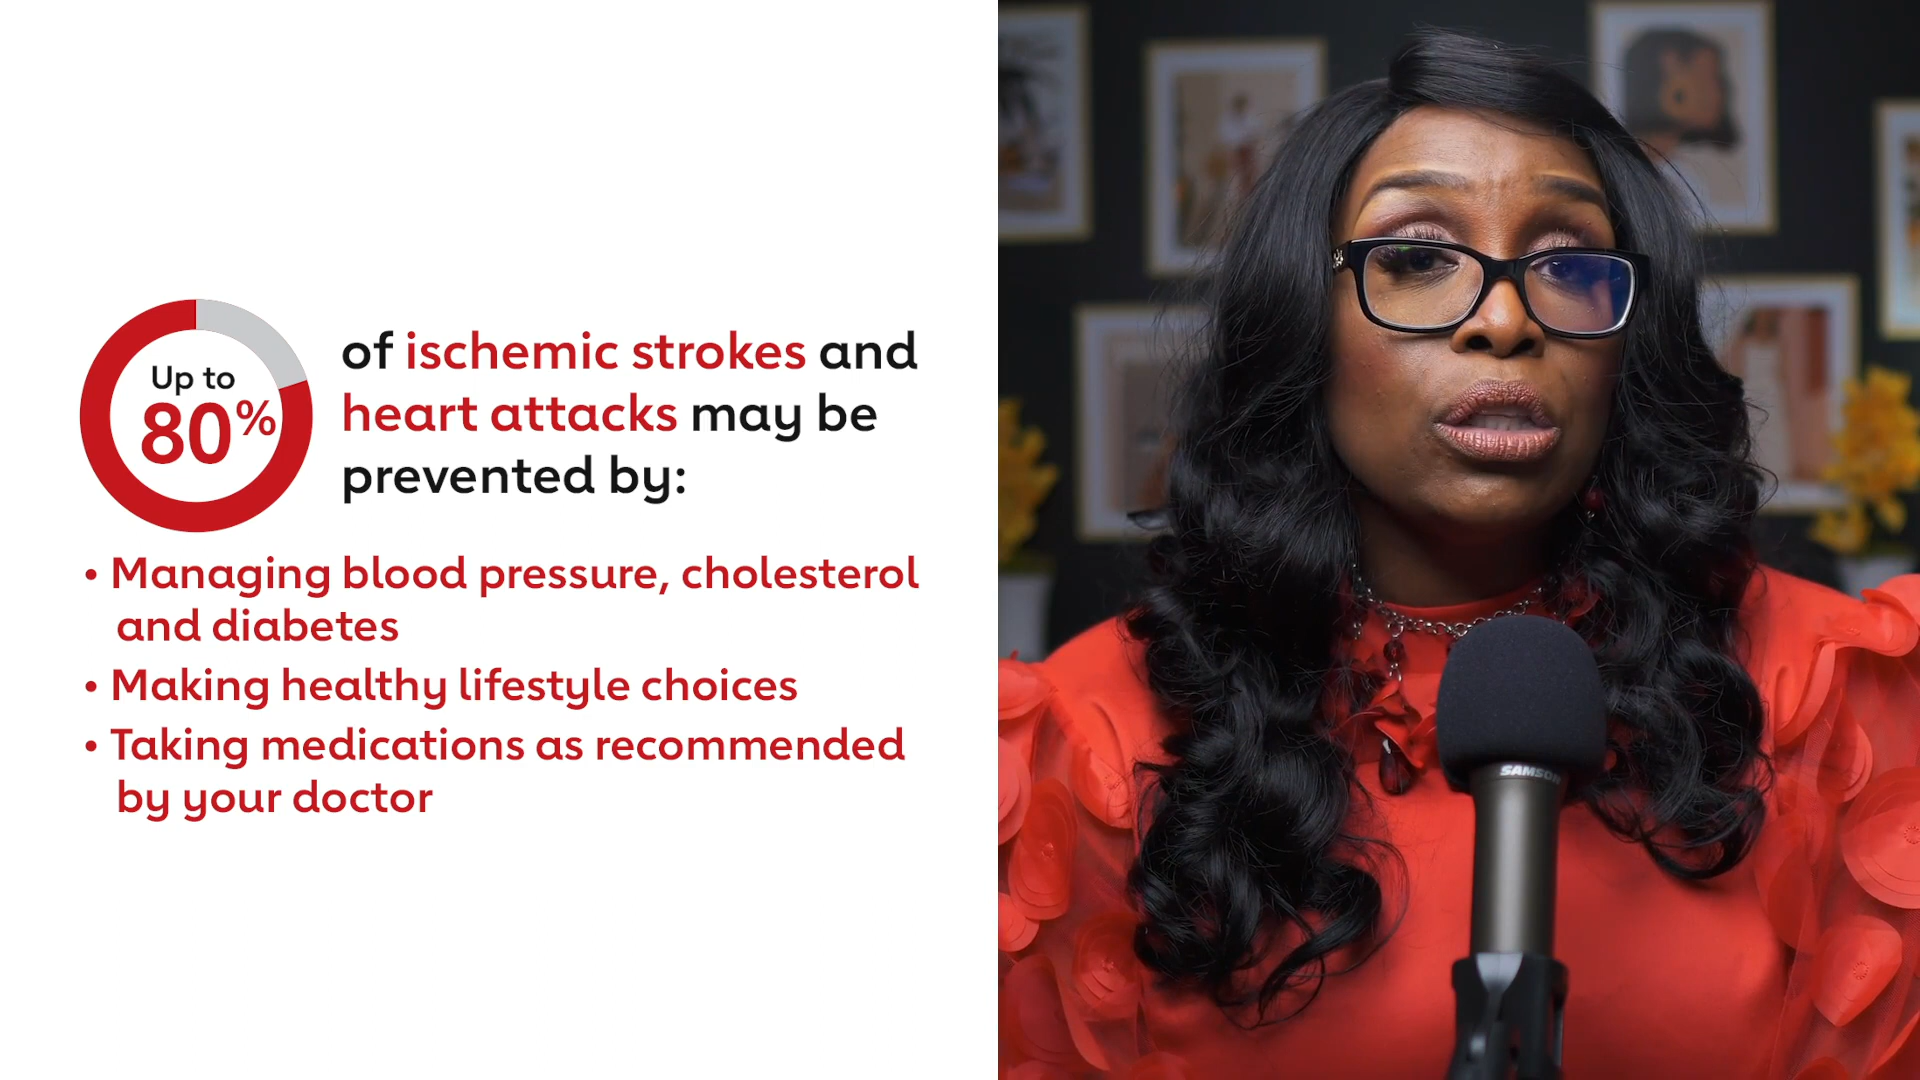 Up to
80%
of ischemic strokes and
heart attacks may be
prevented by:
• Managing blood pressure, cholesterol
and diabetes
• Making healthy lifestyle choices
• Taking medications as recommended
by your doctor
SAMSON